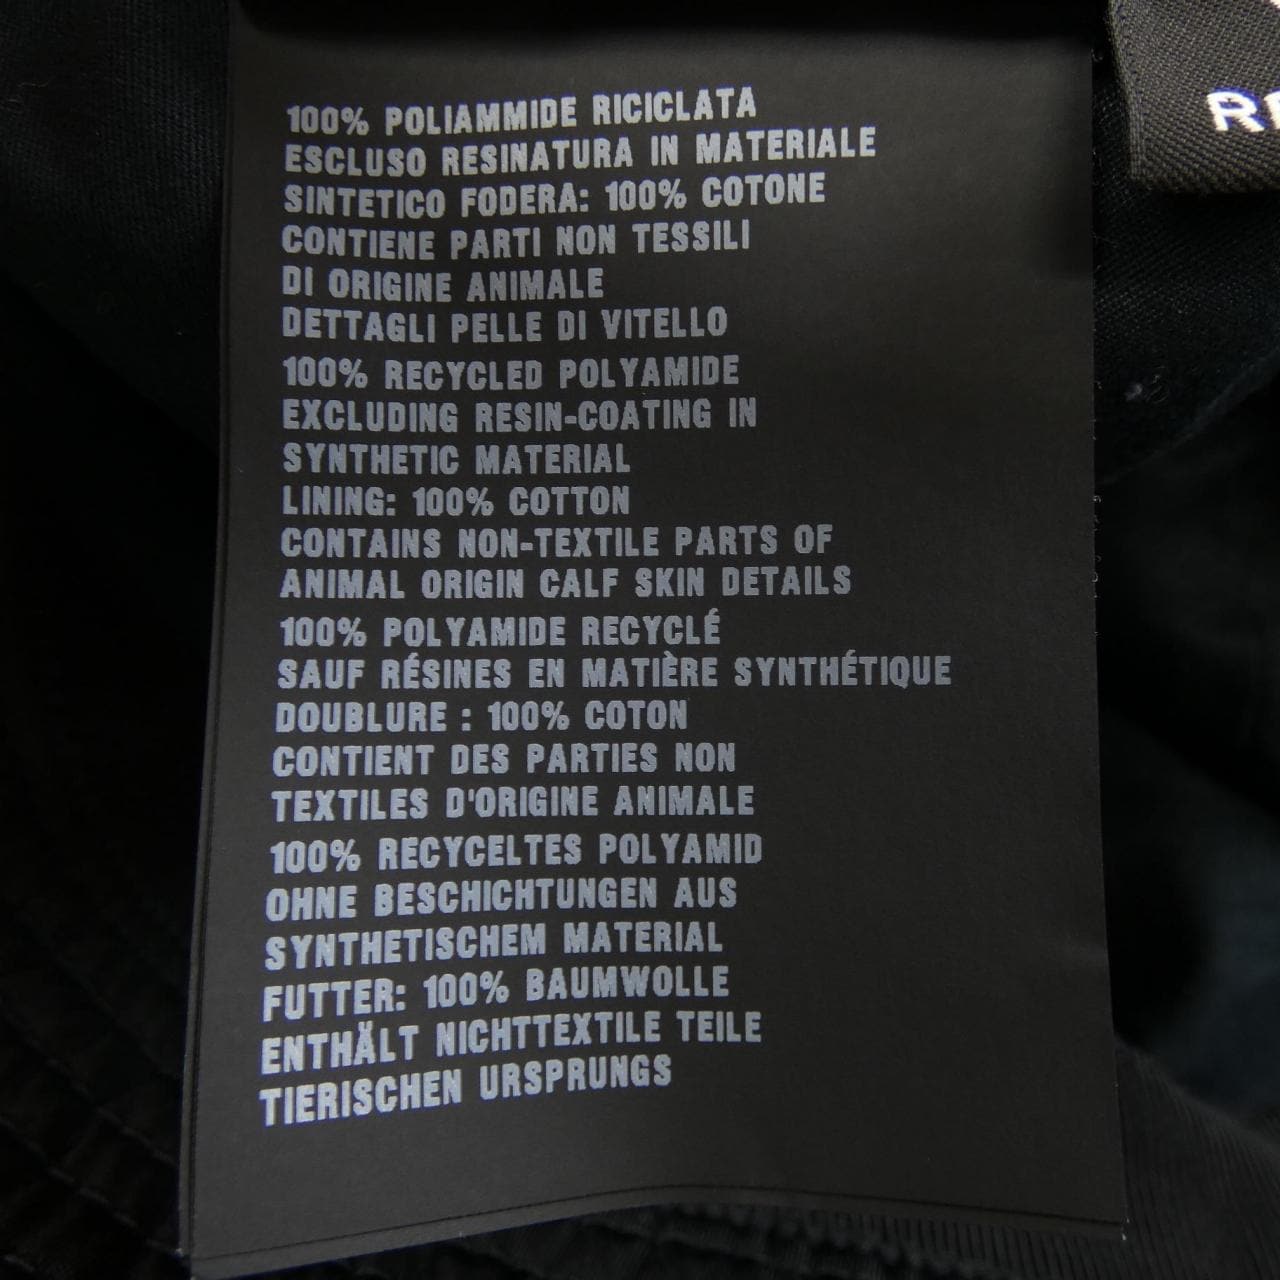 100% POLIAMMIDE RICICLATA
ESCLUSO RESINATURA IN MATERIALE
SINTETICO FODERA: 100% COTONE
CONTIENE PARTI NON TESSILI
DI ORIGINE ANIMALE
DETTAGLI PELLE DI VITELLO
100% RECYCLED POLYAMIDE
EXCLUDING RESIN-COATING IN
SYNTHETIC MATERIAL
LINING: 100% COTTON
CONTAINS NON-TEXTILE PARTS OF
ANIMAL ORIGIN CALF SKIN DETAILS
100% POLYAMIDE RECYCLÉ
SAUF RÉSINES EN MATIÈRE SYNTHÉTIQUE
DOUBLURE : 100% COTON
CONTIENT DES PARTIES NON
TEXTILES D'ORIGINE ANIMALE
100% RECYCELTES POLYAMID
OHNE BESCHICHTUNGEN AUS
SYNTHETISCHEM MATERIAL
FUTTER: 100% BAUMWOLLE
ENTHÄLT NICHTTEXTILE TEILE
TIERISCHEN URSPRUNGS